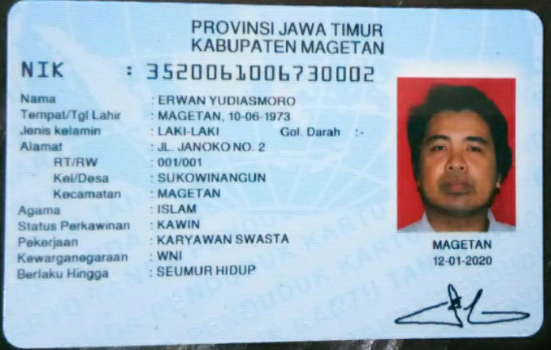 PROVINSI JAWA TIMUR
KABUPATEN MAGETAN
NIK : 3520061006730002
Nama : ERWAN YUDIASMORO
Tempat/Tgl Lahir : MAGETAN, 10-06-1973
Jenis kelamin : LAKI-LAKI Gol. Darah :-
Alamat : JL. JANOKO NO. 2
RT/RW : 001/001
Kel/Desa : SUKOWINANGUN
Kecamatan : MAGETAN
Agama : ISLAM
Status Perkawinan : KAWIN
Pekerjaan : KARYAWAN SWASTA
Kewarganegaraan : WNI
Berlaku Hingga : SEUMUR HIDUP
MAGETAN
12-01-2020